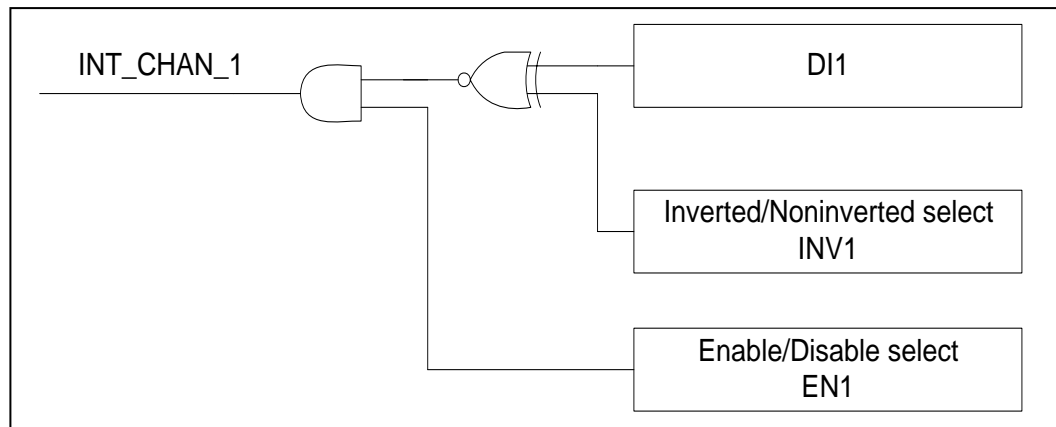 INT_CHAN_1
DI1
Inverted/Noninverted select
INV1
Enable/Disable select
EN1